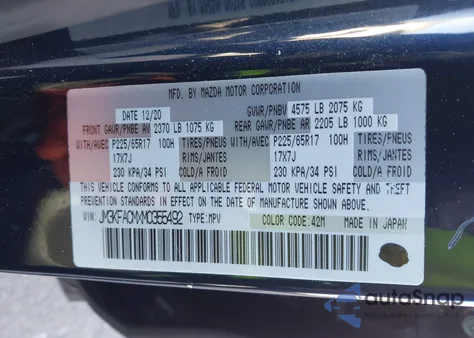 MFD. BY MAZDA MOTOR CORPORATION
DATE 12/20 GVWR/PNBV 4575 LB 2075 KG
FRONT GAWR/PNBE AV 2370 LB 1075 KG REAR GAWR/PNBE AR 2205 LB 1000 KG
WITH/AVEC P225/65R17 100H TIRES/PNEUS WITH/AVEC P225/65R17 100H TIRES/PNEUS
17X7J RIMS/JANTES 17X7J RIMS/JANTES
230 KPA/34 PSI COLD/A FROID 230 KPA/34 PSI COLD/A FROID
THIS VEHICLE CONFORMS TO ALL APPLICABLE FEDERAL MOTOR VEHICLE SAFETY AND THEFT
PREVENTION STANDARDS IN EFFECT ON THE DATE OF MANUFACTURE SHOWN ABOVE.
VIN: JM3KFACMXM0355492 TYPE: MPV COLOR CODE: 42M MADE IN JAPAN
autoSnap